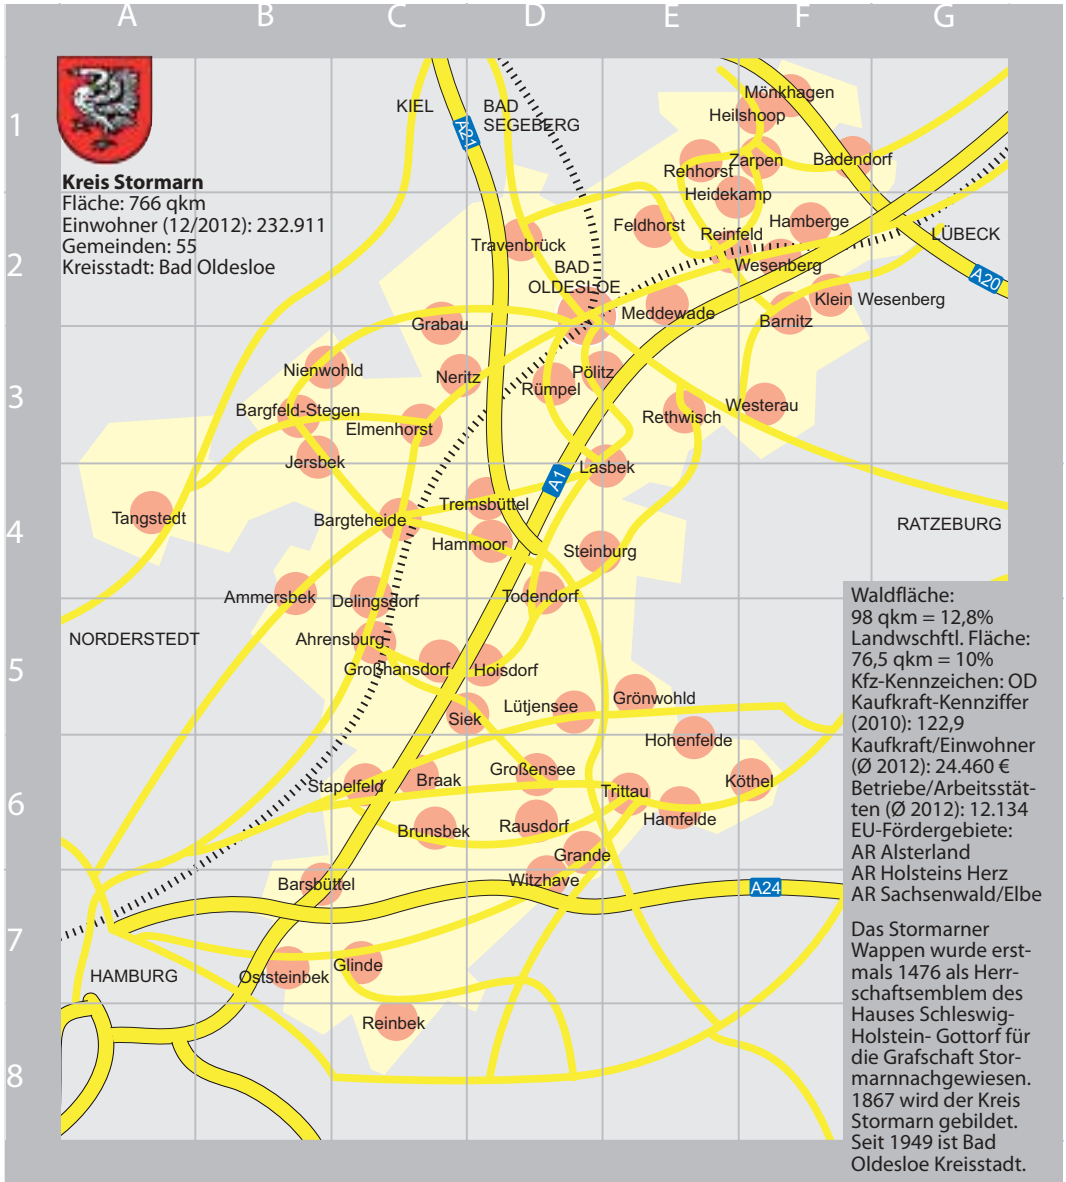 A B C D E F G
1
2
3
4
5
6
7
8
Kreis Stormarn
Fläche: 766 qkm
Einwohner (12/2012): 232.911
Gemeinden: 55
Kreisstadt: Bad Oldesloe
KIEL
A21
BAD
SEGEBERG
Mönkhagen
Heilshoop
Zarpen
Badendorf
Rehhorst
Heidekamp
Feldhorst
Hamberge
Reinfeld
LÜBECK
Travenbrück
Wesenberg
BAD
OLDESLOE
A20
Klein Wesenberg
Meddewade
Barnitz
Grabau
Nienwohld
Neritz
Pölitz
Rümpel
Bargfeld-Stegen
Elmenhorst
Rethwisch
Westerau
Jersbek
Lasbek
A1
Tremsbüttel
Tangstedt
Bargteheide
RATZEBURG
Hammoor
Steinburg
Ammersbek
Delingsdorf
Todendorf
NORDERSTEDT
Ahrensburg
Großhansdorf
Hoisdorf
Grönwohld
Lütjensee
Siek
Hohenfelde
Großensee
Stapelfeld
Braak
Trittau
Köthel
Hamfelde
Brunsbek
Rausdorf
Grande
Barsbüttel
Witzhave
A24
HAMBURG
Oststeinbek
Glinde
Reinbek
Waldfläche:
98 qkm = 12,8%
Landwschftl. Fläche:
76,5 qkm = 10%
Kfz-Kennzeichen: OD
Kaufkraft-Kennziffer
(2010): 122,9
Kaufkraft/Einwohner
(Ø 2012): 24.460 €
Betriebe/Arbeitsstät-
ten (Ø 2012): 12.134
EU-Fördergebiete:
AR Alsterland
AR Holsteins Herz
AR Sachsenwald/Elbe
Das Stormarner
Wappen wurde erst-
mals 1476 als Herr-
schaftsemblem des
Hauses Schleswig-
Holstein- Gottorf für
die Grafschaft Stor-
marnnachgewiesen.
1867 wird der Kreis
Stormarn gebildet.
Seit 1949 ist Bad
Oldesloe Kreisstadt.